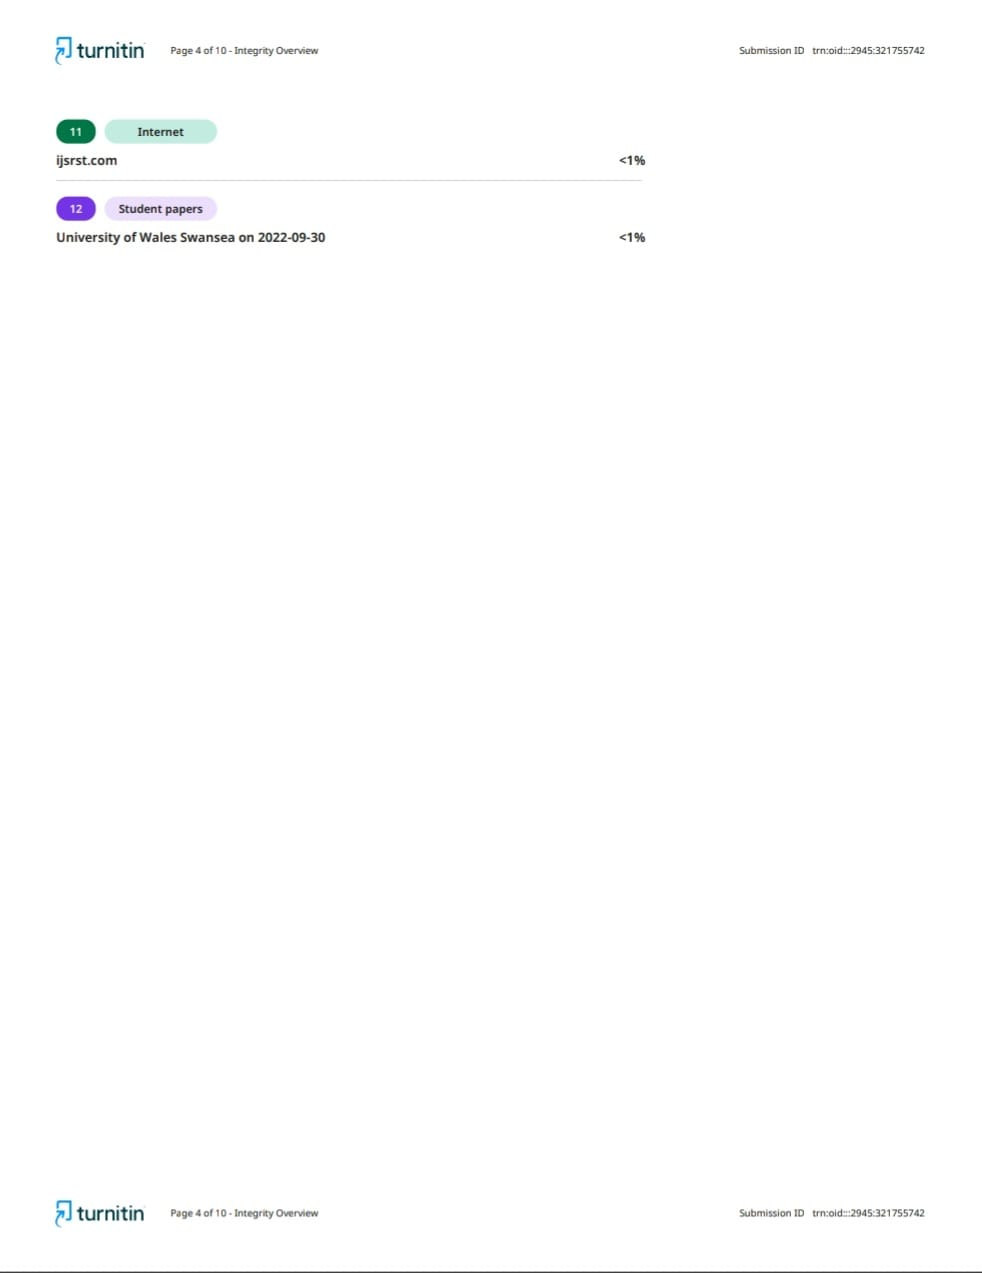 turnitin Page 4 of 10 - Integrity Overview Submission ID trn:oid:::2945:321755742
11 Internet
ijsrst.com <1%
12 Student papers
University of Wales Swansea on 2022-09-30 <1%
turnitin Page 4 of 10 - Integrity Overview Submission ID trn:oid:::2945:321755742